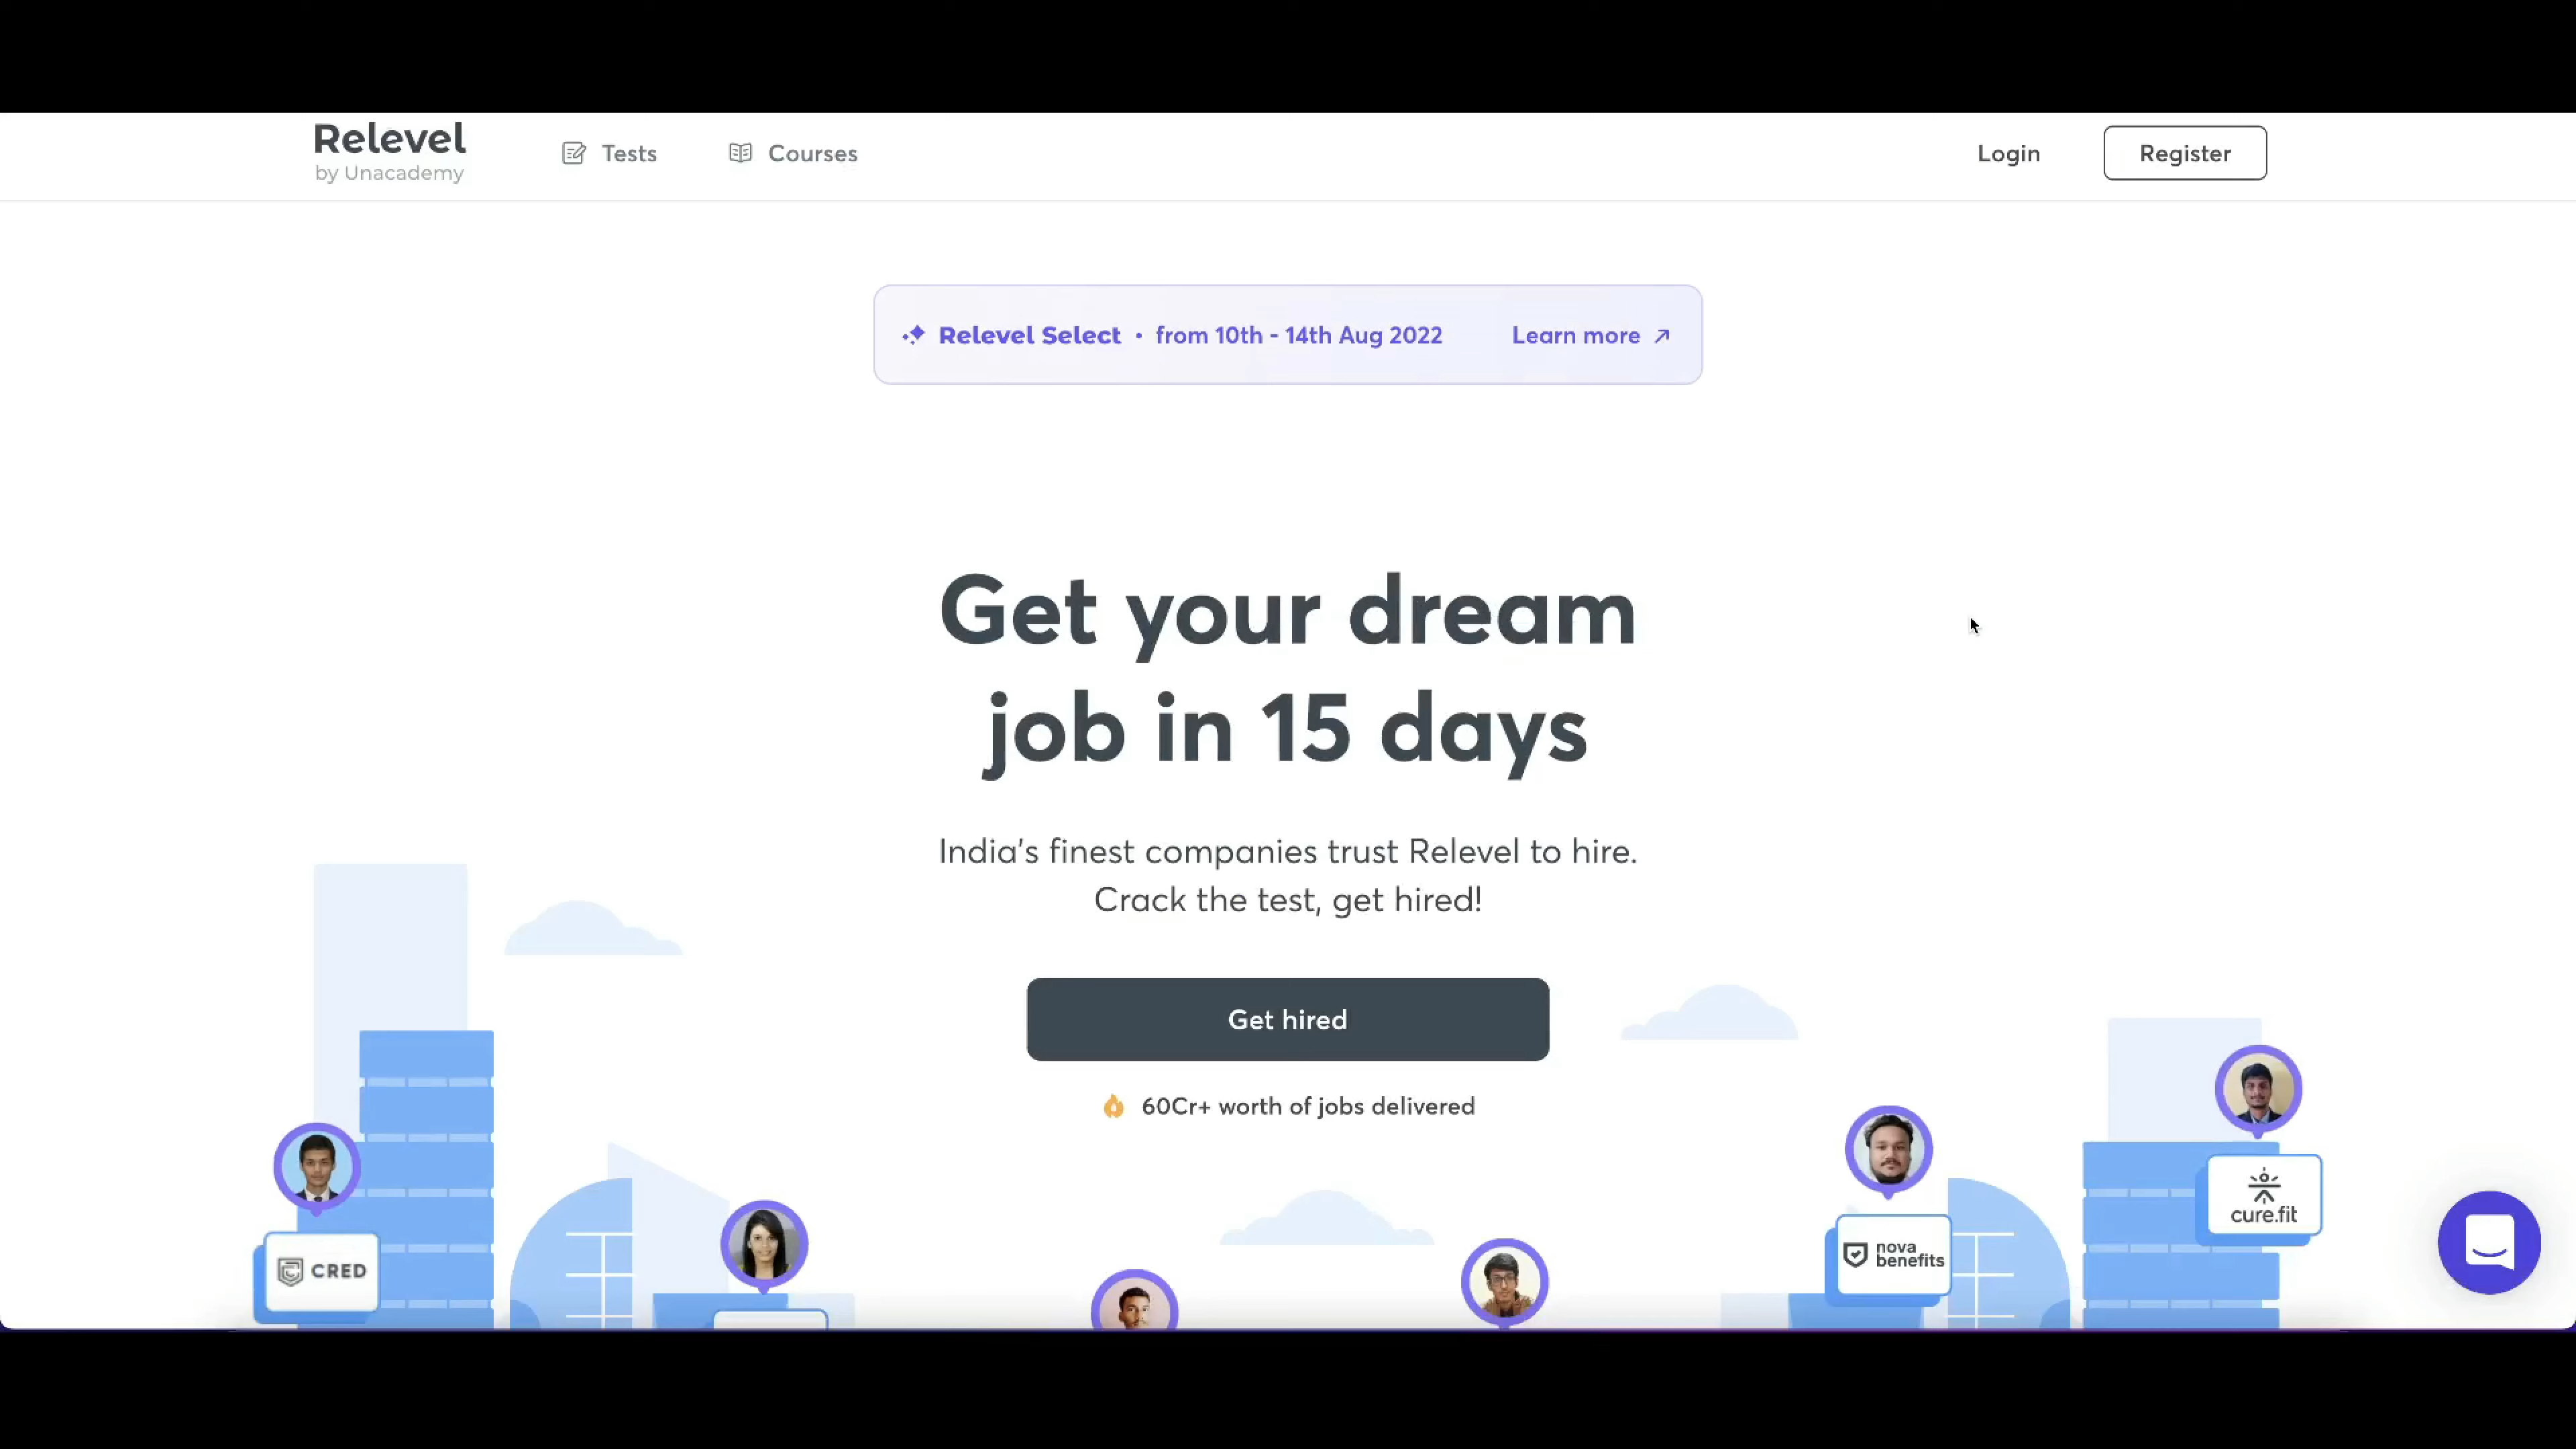 Relevel
by Unacademy
Tests
Courses
Login
Register
Relevel Select • from 10th - 14th Aug 2022
Learn more ↗
Get your dream
job in 15 days
India's finest companies trust Relevel to hire.
Crack the test, get hired!
Get hired
60Cr+ worth of jobs delivered
CRED
nova
benefits
cure.fit